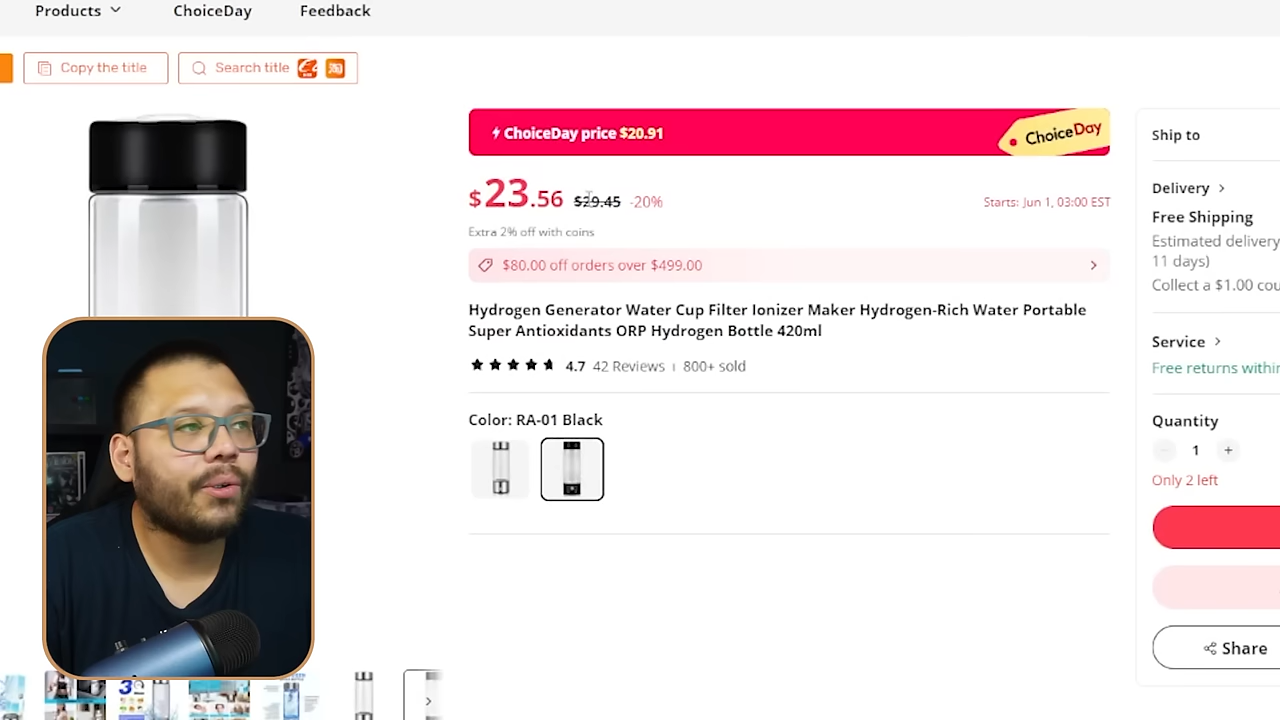 Products
ChoiceDay
Feedback
Copy the title
Search title
ChoiceDay price $20.91
ChoiceDay
$23.56 $29.45 -20%
Starts: Jun 1, 03:00 EST
Extra 2% off with coins
$80.00 off orders over $499.00
Hydrogen Generator Water Cup Filter Ionizer Maker Hydrogen-Rich Water Portable
Super Antioxidants ORP Hydrogen Bottle 420ml
4.7 42 Reviews 800+ sold
Color: RA-01 Black
Ship to
Delivery
Free Shipping
Estimated delivery
11 days)
Collect a $1.00
Service
Free returns
Quantity
1 +
Only 2 left
Share
3